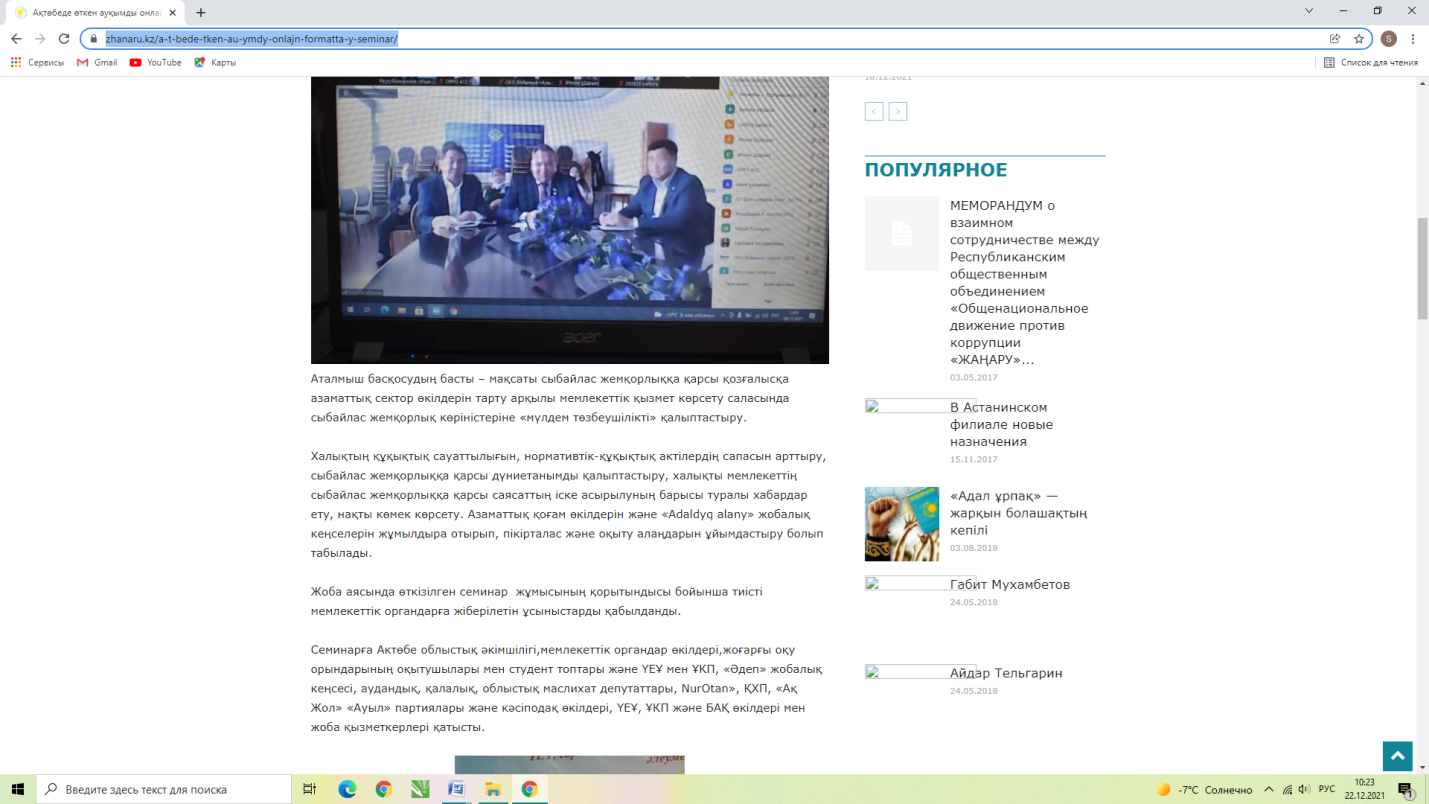 Ақтөбеде өткен ауқымды онла
zhanaru.kz/a-t-bede-tken-au-ymdy-onlajn-formatta-y-seminar/
S
Сервисы Gmail YouTube Карты
Список для чтения
16.12.2021
ПОПУЛЯРНОЕ
МЕМОРАНДУМ о
взаимном
сотрудничестве между
Республиканским
общественным
объединением
«Общенациональное
движение против
коррупции
«ЖАҢАРУ»...
03.05.2017
В Астанинском
филиале новые
назначения
15.11.2017
«Адал ұрпақ» —
жарқын болашақтың
кепілі
03.08.2018
Габит Мухамбетов
24.05.2018
Айдар Тельгарин
24.05.2018
acer
Аталмыш басқосудың басты – мақсаты сыбайлас жемқорлыққа қарсы қозғалысқа
азаматтық сектор өкілдерін тарту арқылы мемлекеттік қызмет көрсету саласында
сыбайлас жемқорлық көріністеріне «мүлдем төзбеушілікті» қалыптастыру.
Халықтың құқықтық сауаттылығын, нормативтік-құқықтық актілердің сапасын арттыру,
сыбайлас жемқорлыққа қарсы дүниетанымды қалыптастыру, халықты мемлекеттің
сыбайлас жемқорлыққа қарсы саясаттың іске асырылуның барысы туралы хабардар
ету, нақты көмек көрсету. Азаматтық қоғам өкілдерін және «Adaldyq alany» жобалық
кеңселерін жұмылдыра отырып, пікірталас және оқыту алаңдарын ұйымдастыру болып
табылады.
Жоба аясында өткізілген семинар жұмысының қорытындысы бойынша тиісті
мемлекеттік органдарға жіберілетін ұсыныстарды қабылданды.
Семинарға Актөбе облыстық әкімшілігі,мемлекеттік органдар өкілдері,жоғарғы оқу
орындарының оқытушылары мен студент топтары және ҮЕҰ мен ҰКП, «Әдеп» жобалық
кеңсесі, аудандық, қалалық, облыстық маслихат депутаттары, NurOtan», ҚХП, «Ақ
Жол» «Ауыл» партиялары және кәсіподақ өкілдері, ҮЕҰ, ҰКП және БАҚ өкілдері мен
жоба қызметкерлері қатысты.
Введите здесь текст для поиска
-7°C Солнечно
РУС
10:23
22.12.2021
1